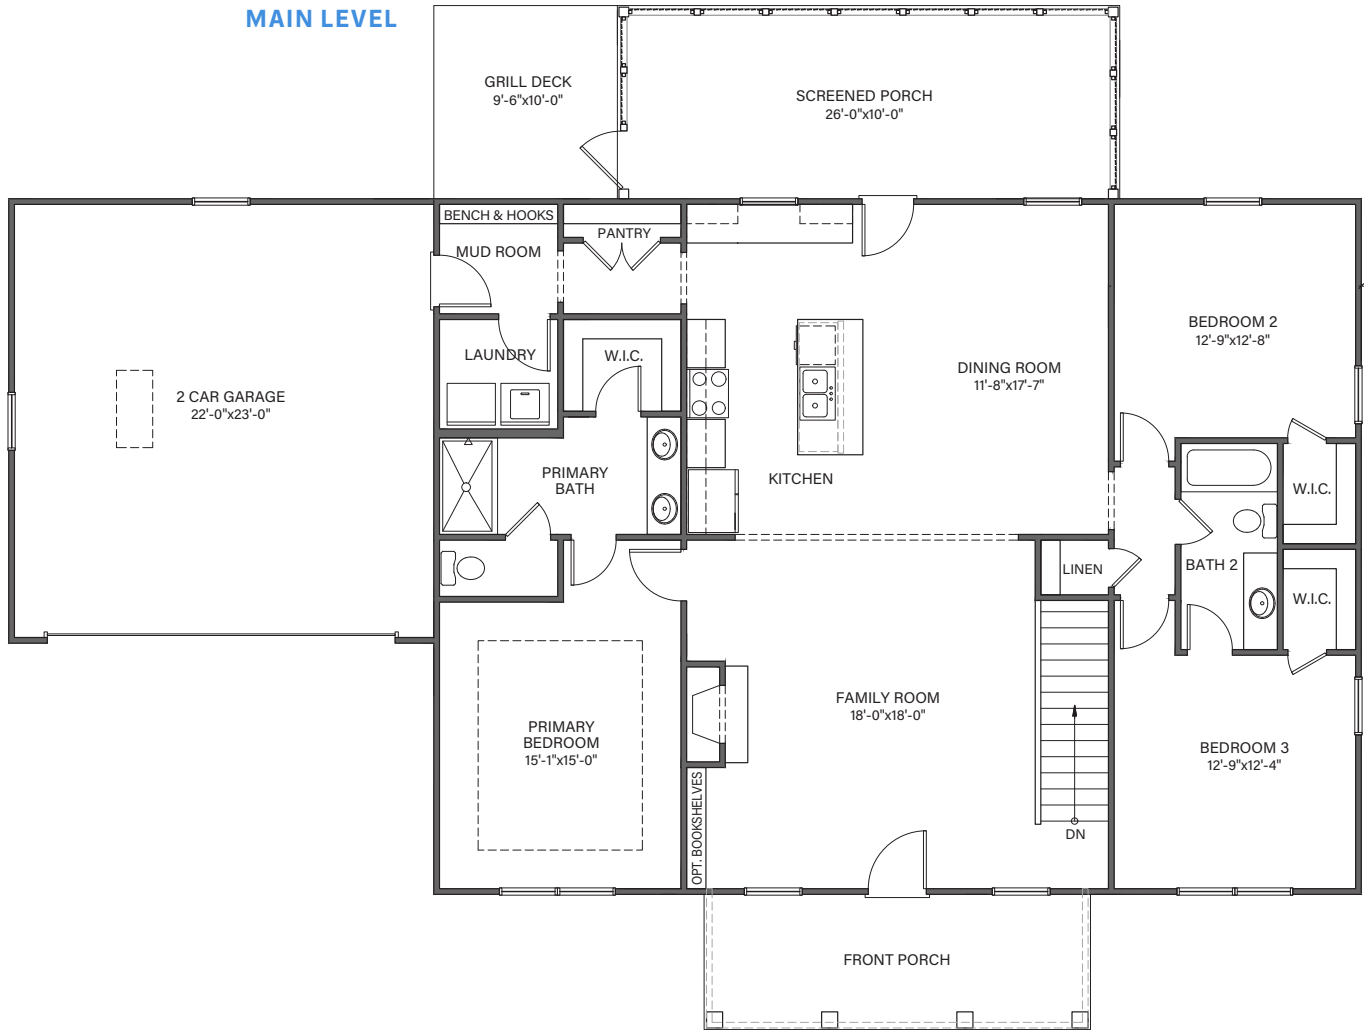 MAIN LEVEL
GRILL DECK
9'-6"x10'-0"
SCREENED PORCH
26'-0"x10'-0"
BENCH & HOOKS
MUD ROOM
PANTRY
LAUNDRY
W.I.C.
2 CAR GARAGE
22'-0"x23'-0"
BEDROOM 2
12'-9"x12'-8"
DINING ROOM
11'-8"x17'-7"
PRIMARY
BATH
KITCHEN
W.I.C.
LINEN
BATH 2
W.I.C.
PRIMARY
BEDROOM
15'-1"x15'-0"
FAMILY ROOM
18'-0"x18'-0"
BEDROOM 3
12'-9"x12'-4"
OPT. BOOKSHELVES
DN
FRONT PORCH